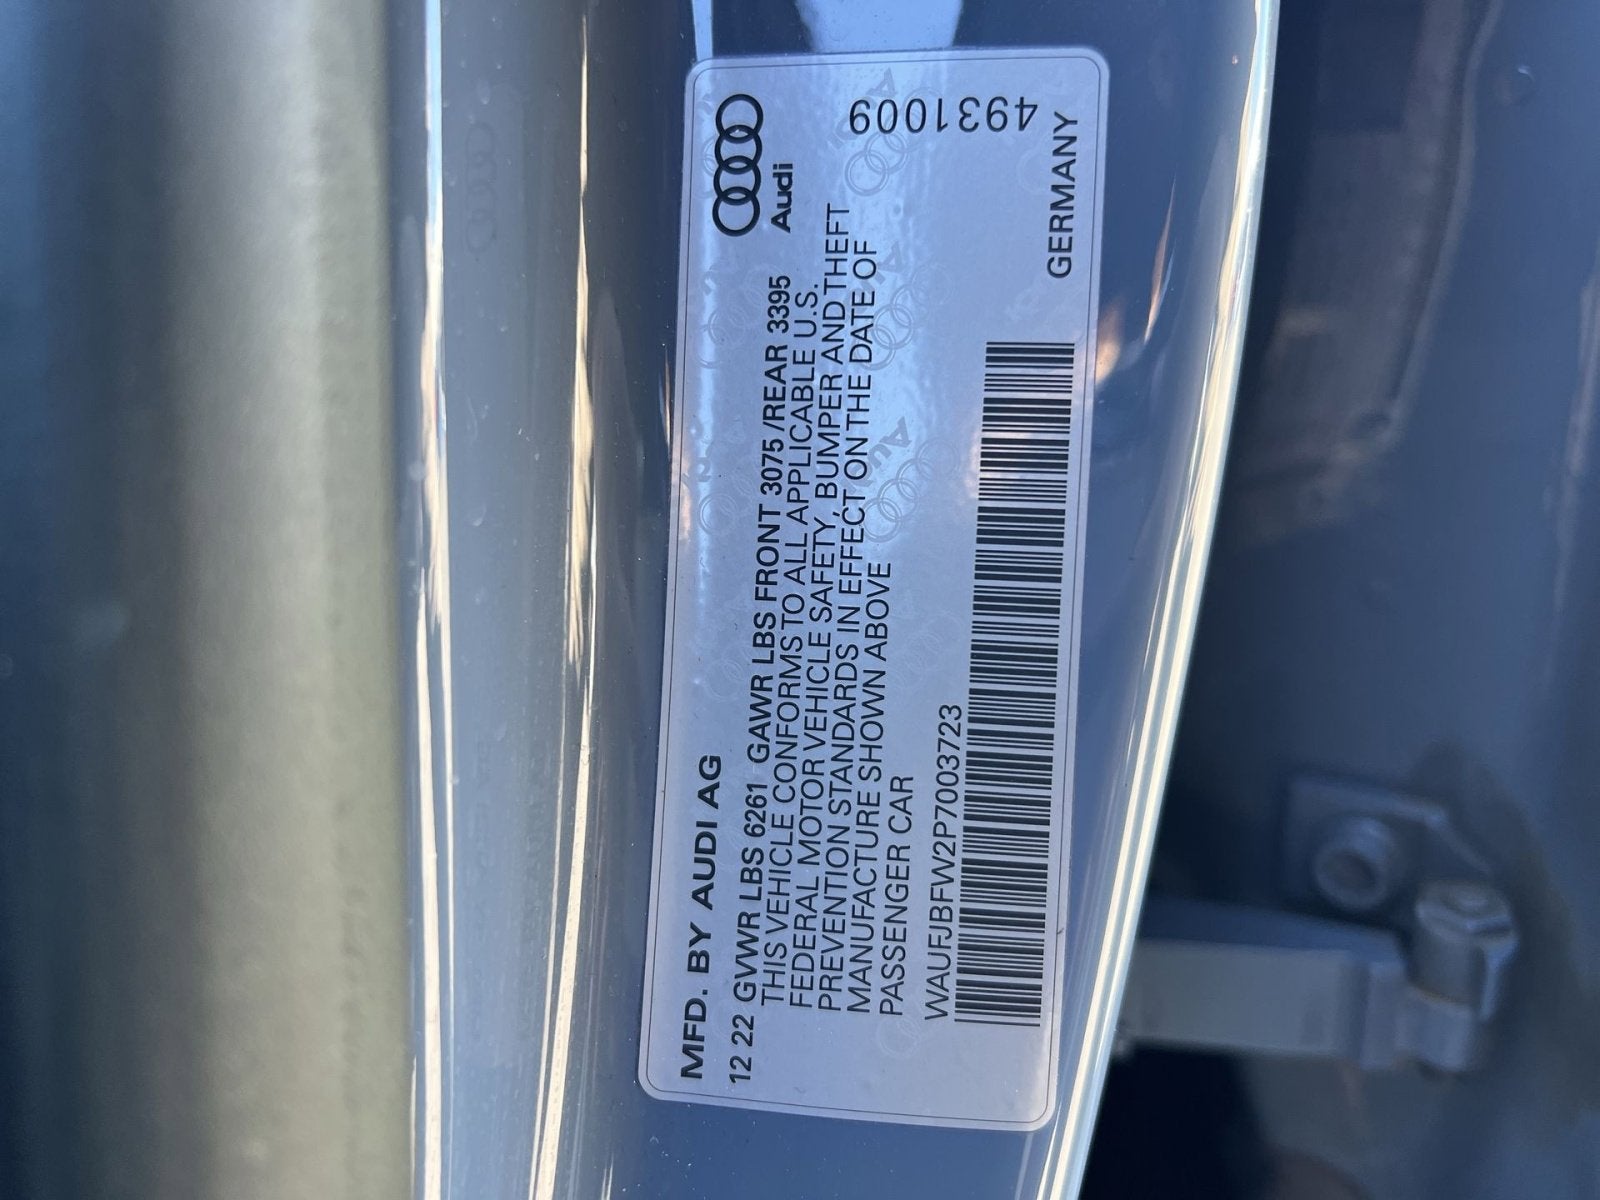 MFD. BY AUDI AG
Audi
12 22 GVWR LBS 6261 GAWR LBS FRONT 3075 /REAR 3395
THIS VEHICLE CONFORMS TO ALL APPLICABLE U.S.
FEDERAL MOTOR VEHICLE SAFETY, BUMPER AND THEFT
PREVENTION STANDARDS IN EFFECT ON THE DATE OF
MANUFACTURE SHOWN ABOVE
PASSENGER CAR
4931009
WAUFJBFW2P7003723
GERMANY